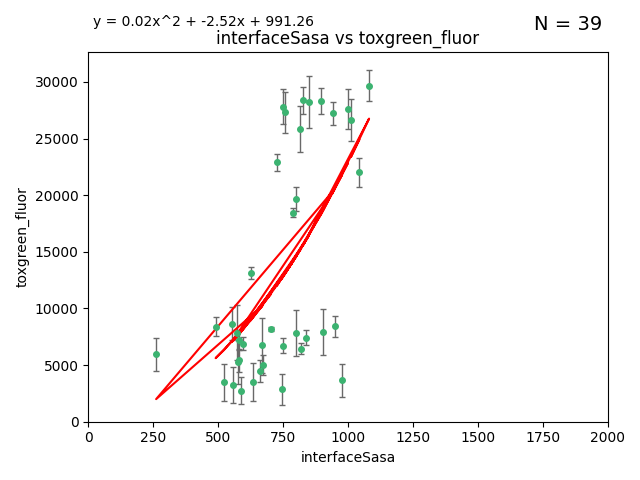 y = 0.02x^2 + -2.52x + 991.26
N = 39
interfaceSasa vs toxgreen_fluor
toxgreen_fluor
30000
25000
20000
15000
10000
5000
0
0 250 500 750 1000 1250 1500 1750 2000
interfaceSasa